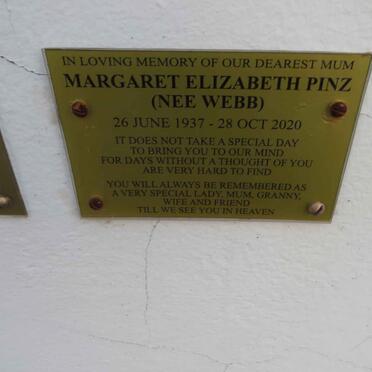 IN LOVING MEMORY OF OUR DEAREST MUM
MARGARET ELIZABETH PINZ
(NEE WEBB)
26 JUNE 1937 - 28 OCT 2020
IT DOES NOT TAKE A SPECIAL DAY
TO BRING YOU TO OUR MIND
FOR DAYS WITHOUT A THOUGHT OF YOU
ARE VERY HARD TO FIND
YOU WILL ALWAYS BE REMEMBERED AS
A VERY SPECIAL LADY, MUM, GRANNY,
WIFE AND FRIEND
TILL WE SEE YOU IN HEAVEN